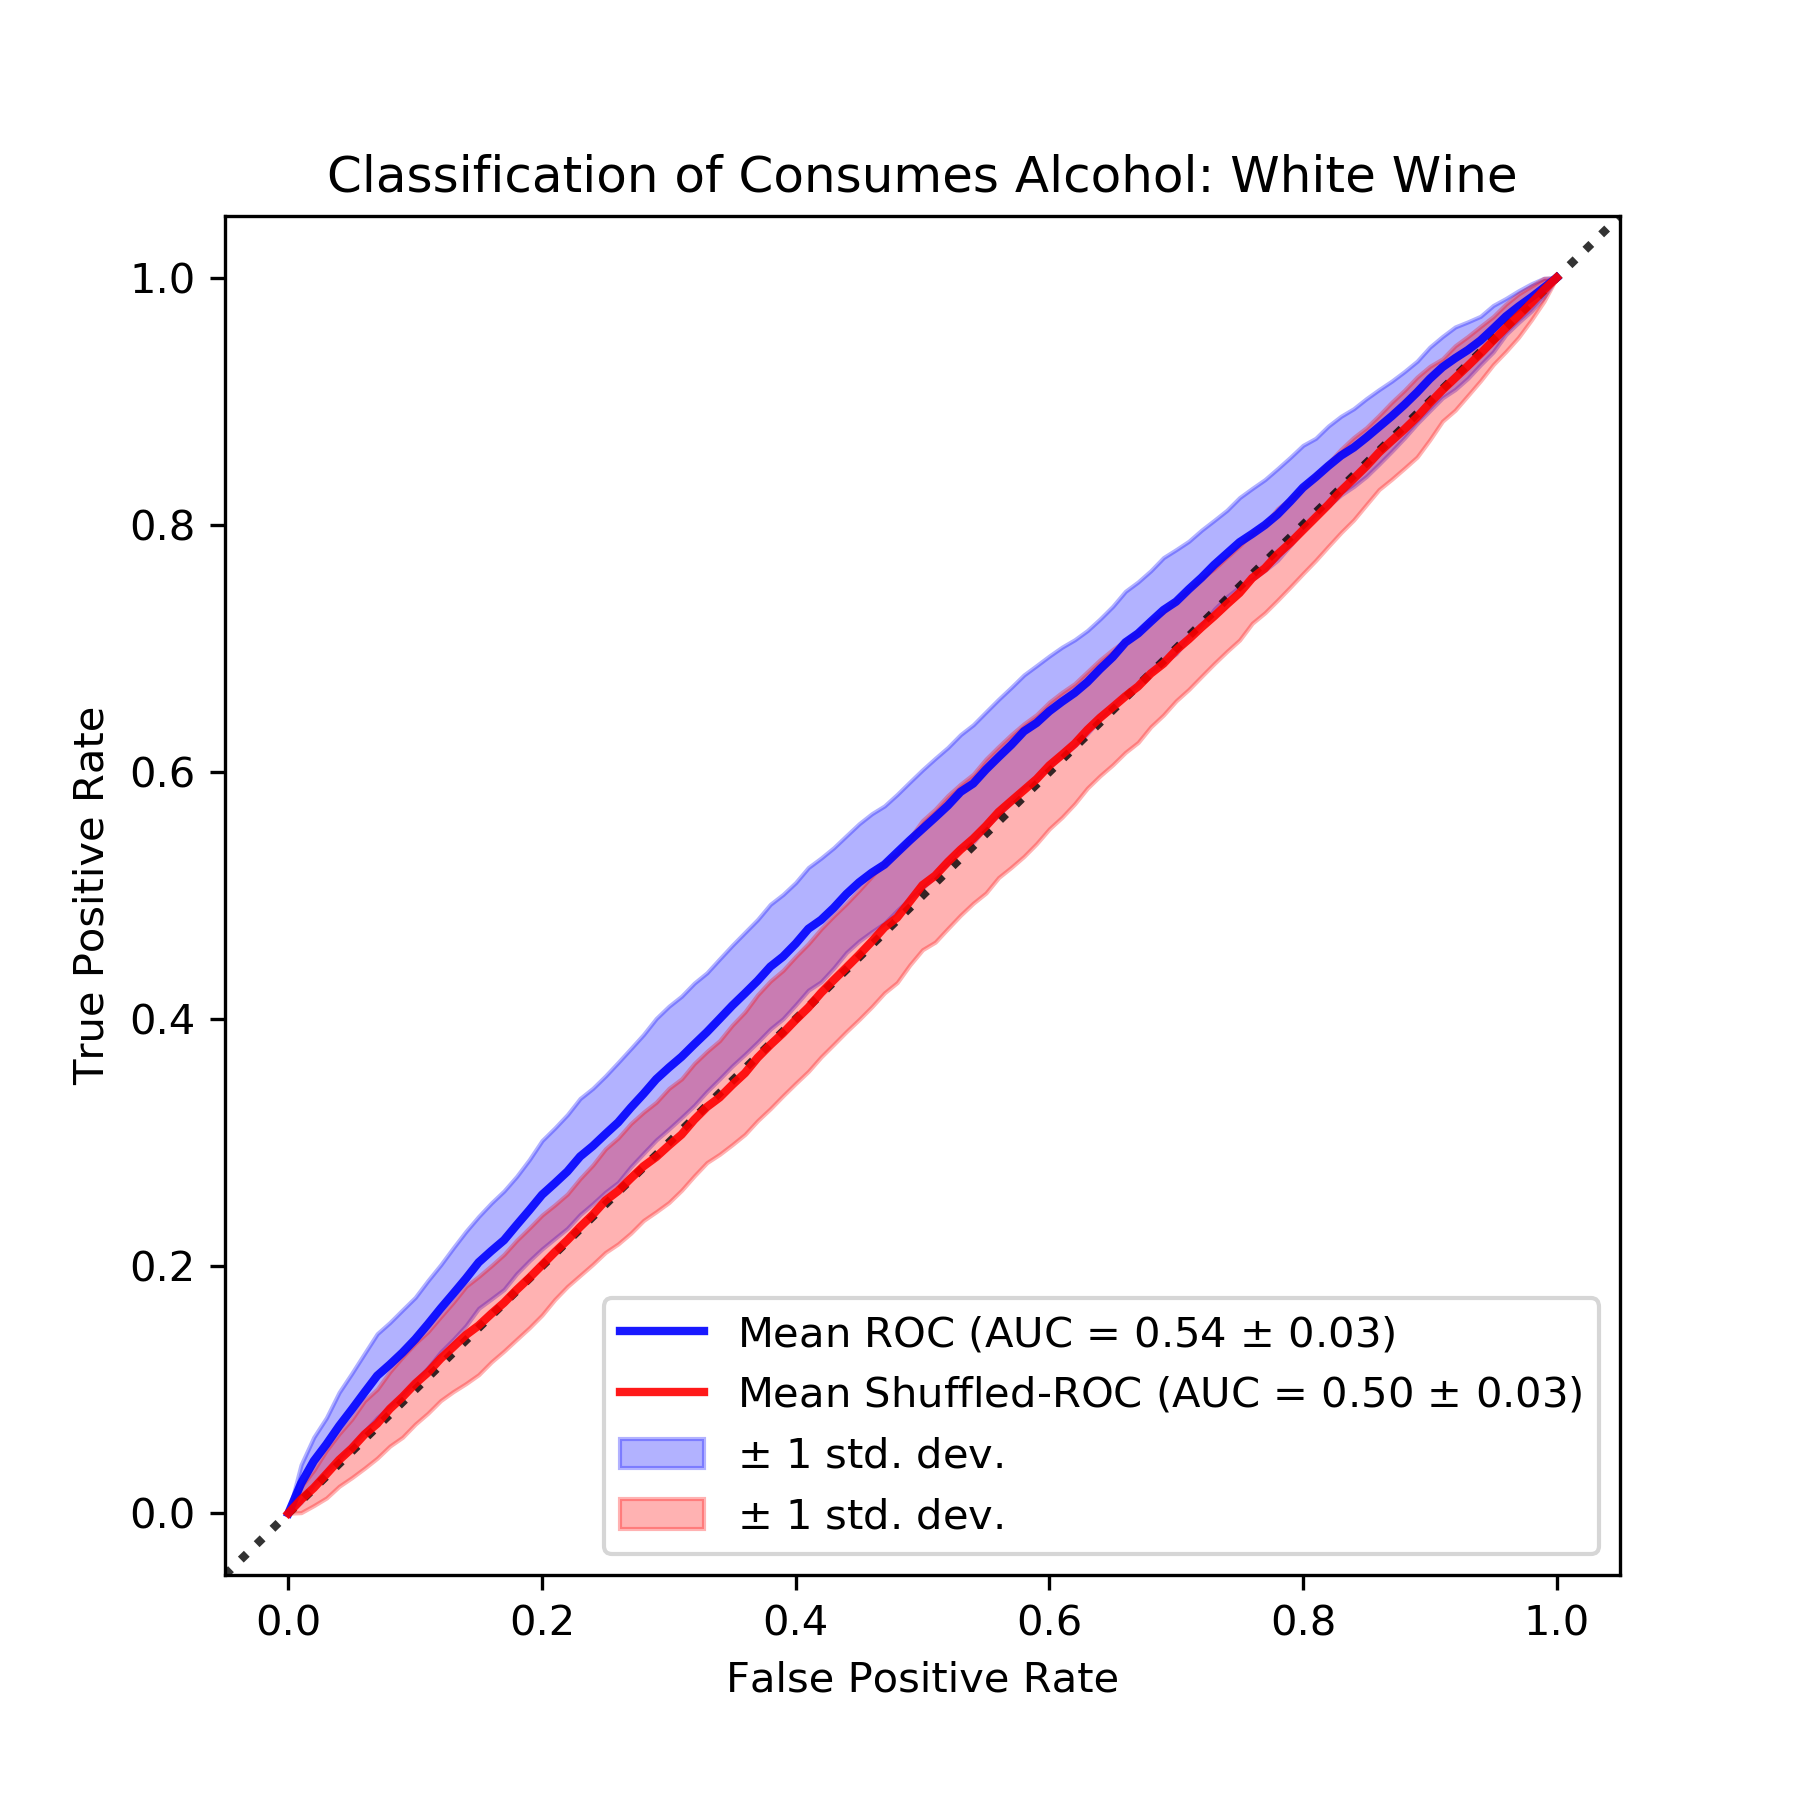 Classification of Consumes Alcohol: White Wine
1.0
0.8
0.6
0.4
0.2
0.0
True Positive Rate
Mean ROC (AUC = 0.54 ± 0.03)
Mean Shuffled-ROC (AUC = 0.50 ± 0.03)
± 1 std. dev.
± 1 std. dev.
0.0 0.2 0.4 0.6 0.8 1.0
False Positive Rate